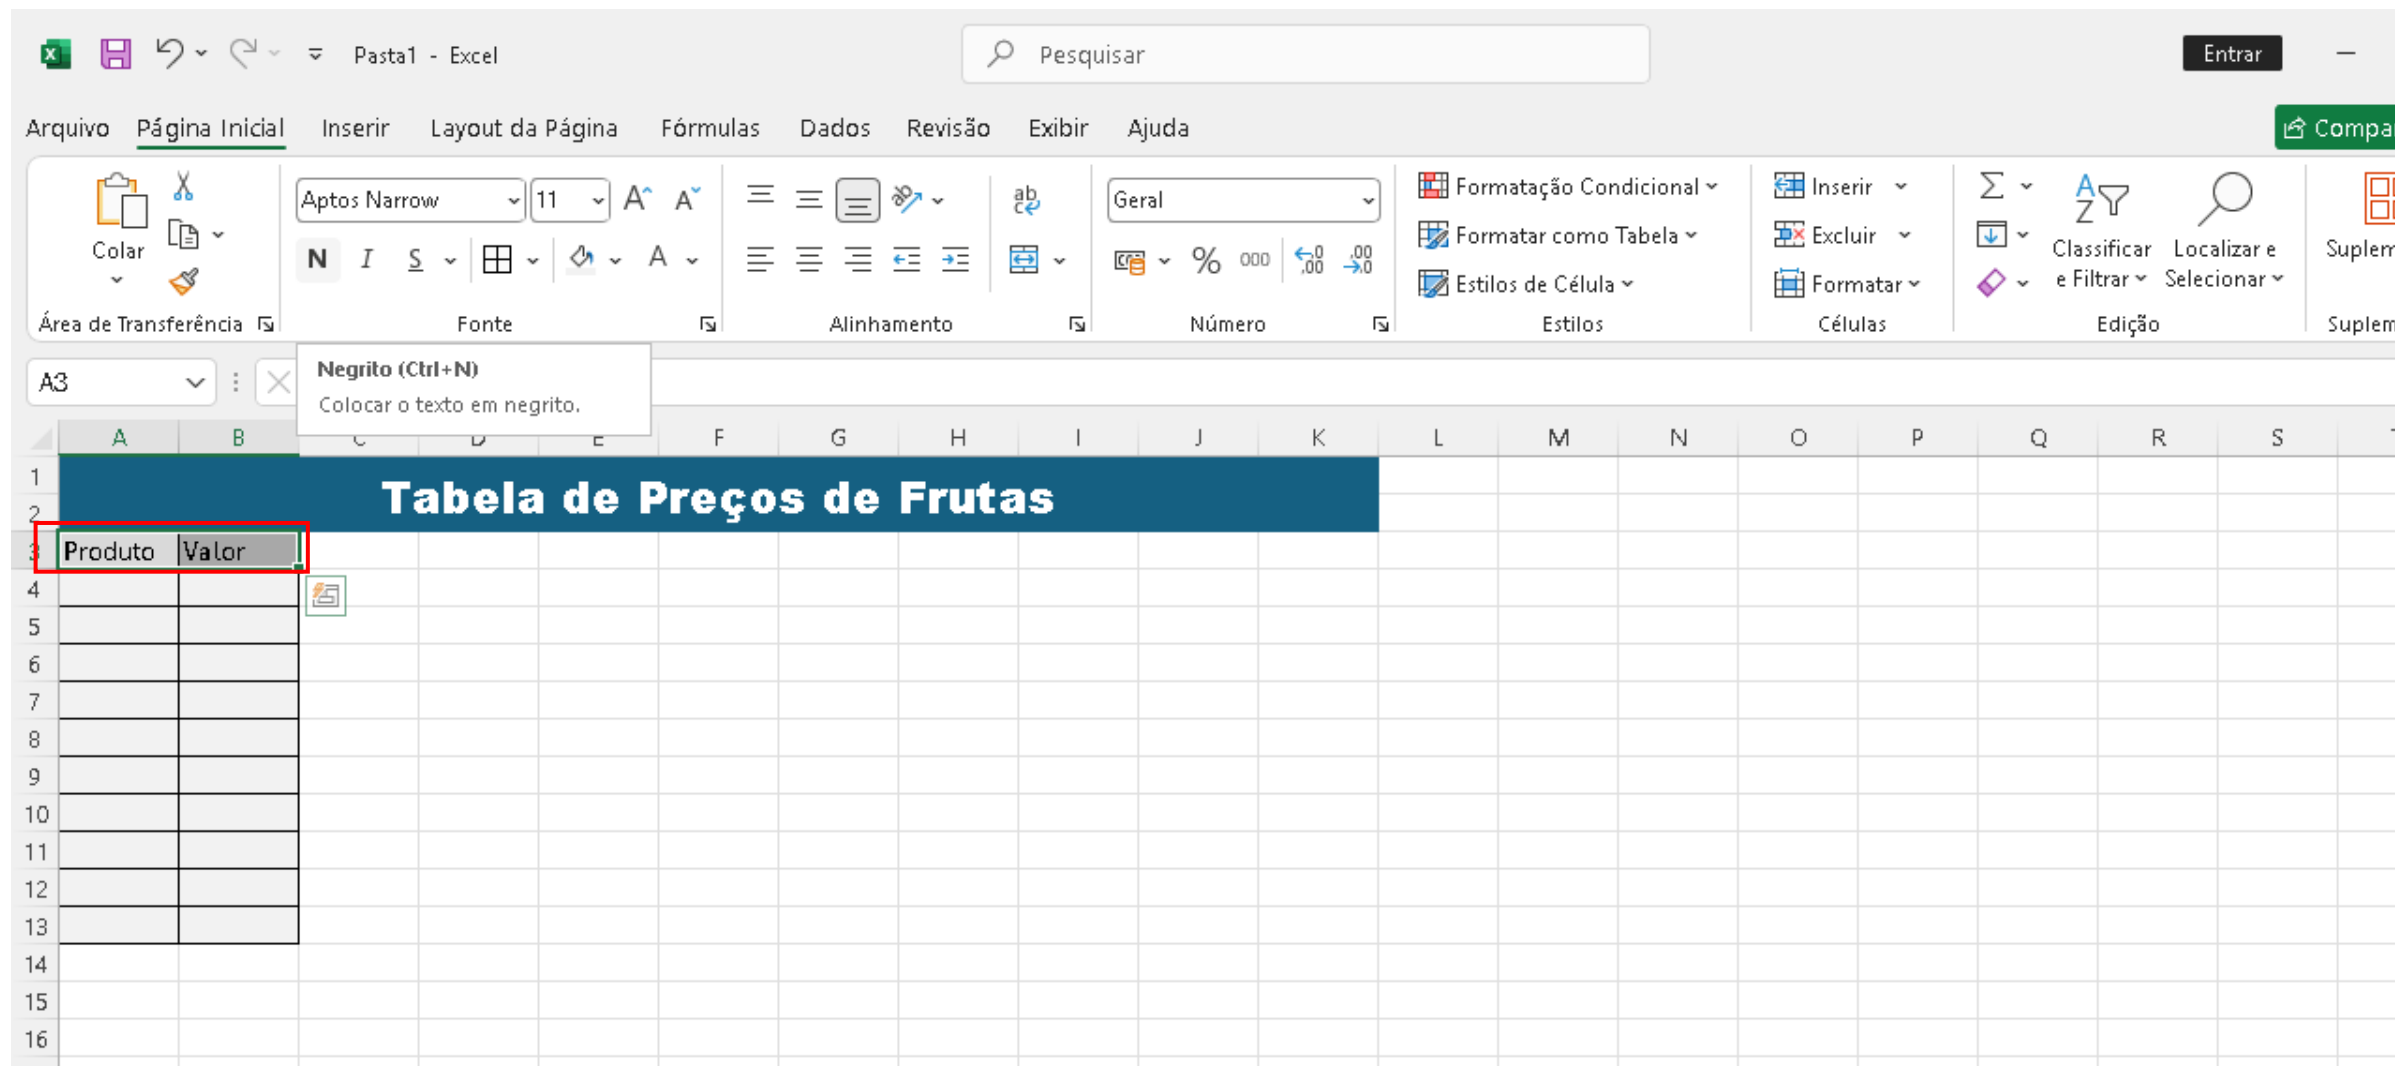 Pasta1 - Excel
Pesquisar
Entrar
Arquivo Página Inicial Inserir Layout da Página Fórmulas Dados Revisão Exibir Ajuda
Aptos Narrow 11
Geral
Formatação Condicional
Inserir
Colar
N I S
A
% 000
Formatar como Tabela
Excluir
Classificar e Filtrar
Localizar e Selecionar
Estilos de Célula
Formatar
Área de Transferência Fonte Alinhamento Número Estilos Células Edição
A3
Negrito (Ctrl+N)
Colocar o texto em negrito.
A B C D E F G H I J K L M N O P Q R S
1
Tabela de Preços de Frutas
2
3 Produto Valor
4
5
6
7
8
9
10
11
12
13
14
15
16